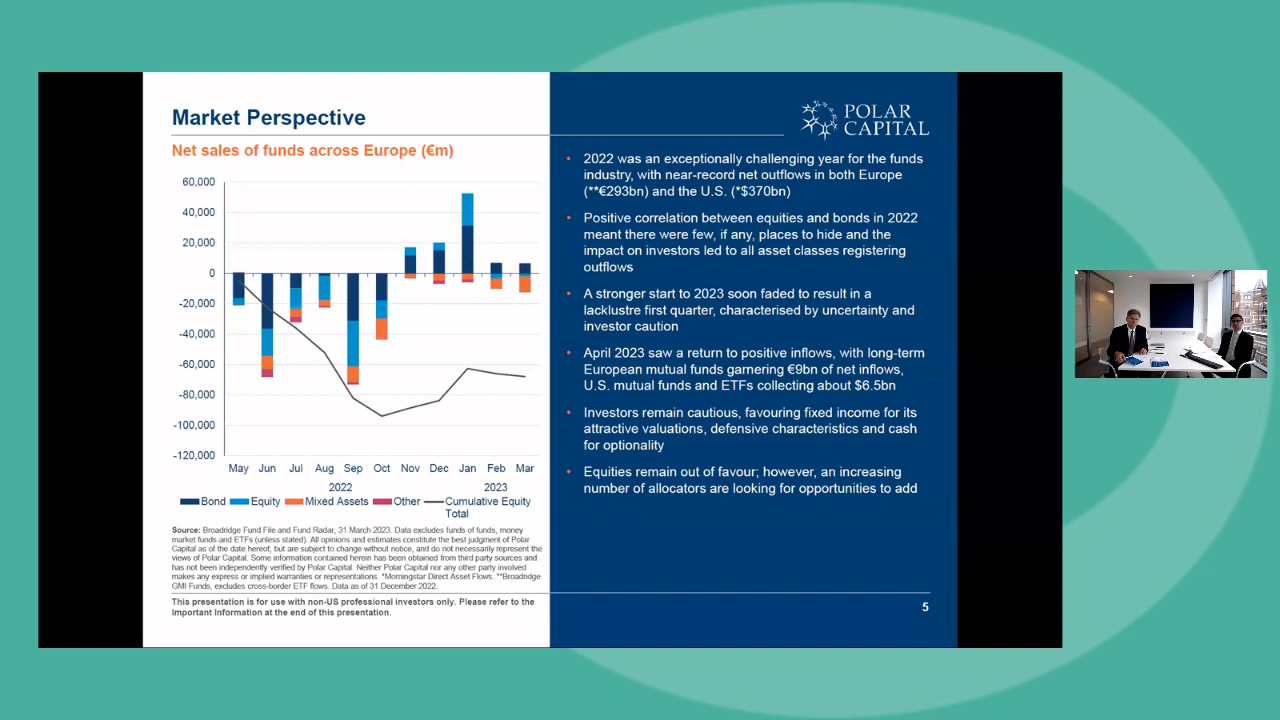 Market Perspective
POLAR
CAPITAL
Net sales of funds across Europe (€m)
60,000
40,000
20,000
0
-20,000
-40,000
-60,000
-80,000
-100,000
-120,000
May Jun Jul Aug Sep Oct Nov Dec Jan Feb Mar
2022 2023
Bond Equity Mixed Assets Other Cumulative Equity
Total
Source: Broadridge Fund File and Fund Radar, 31 March 2023. Data excludes funds of funds, money
market funds and ETFs (unless stated). All opinions and estimates constitute the best judgment of Polar
Capital as of the date hereof, but are subject to change without notice, and do not necessarily represent the
views of Polar Capital. Some information contained herein has been obtained from third party sources and
has not been independently verified by Polar Capital. Neither Polar Capital nor any other party involved
makes any express or implied warranties or representations. *Morningstar Direct Asset Flows. **Broadridge
GMI Funds, excludes cross-border ETF flows. Data as of 31 December 2022.
This presentation is for use with non-US professional investors only. Please refer to the
Important Information at the end of this presentation.
• 2022 was an exceptionally challenging year for the funds
industry, with near-record net outflows in both Europe
(**€293bn) and the U.S. (*$370bn)
• Positive correlation between equities and bonds in 2022
meant there were few, if any, places to hide and the
impact on investors led to all asset classes registering
outflows
• A stronger start to 2023 soon faded to result in a
lacklustre first quarter, characterised by uncertainty and
investor caution
• April 2023 saw a return to positive inflows, with long-term
European mutual funds garnering €9bn of net inflows,
U.S. mutual funds and ETFs collecting about $6.5bn
• Investors remain cautious, favouring fixed income for its
attractive valuations, defensive characteristics and cash
for optionality
• Equities remain out of favour; however, an increasing
number of allocators are looking for opportunities to add
5